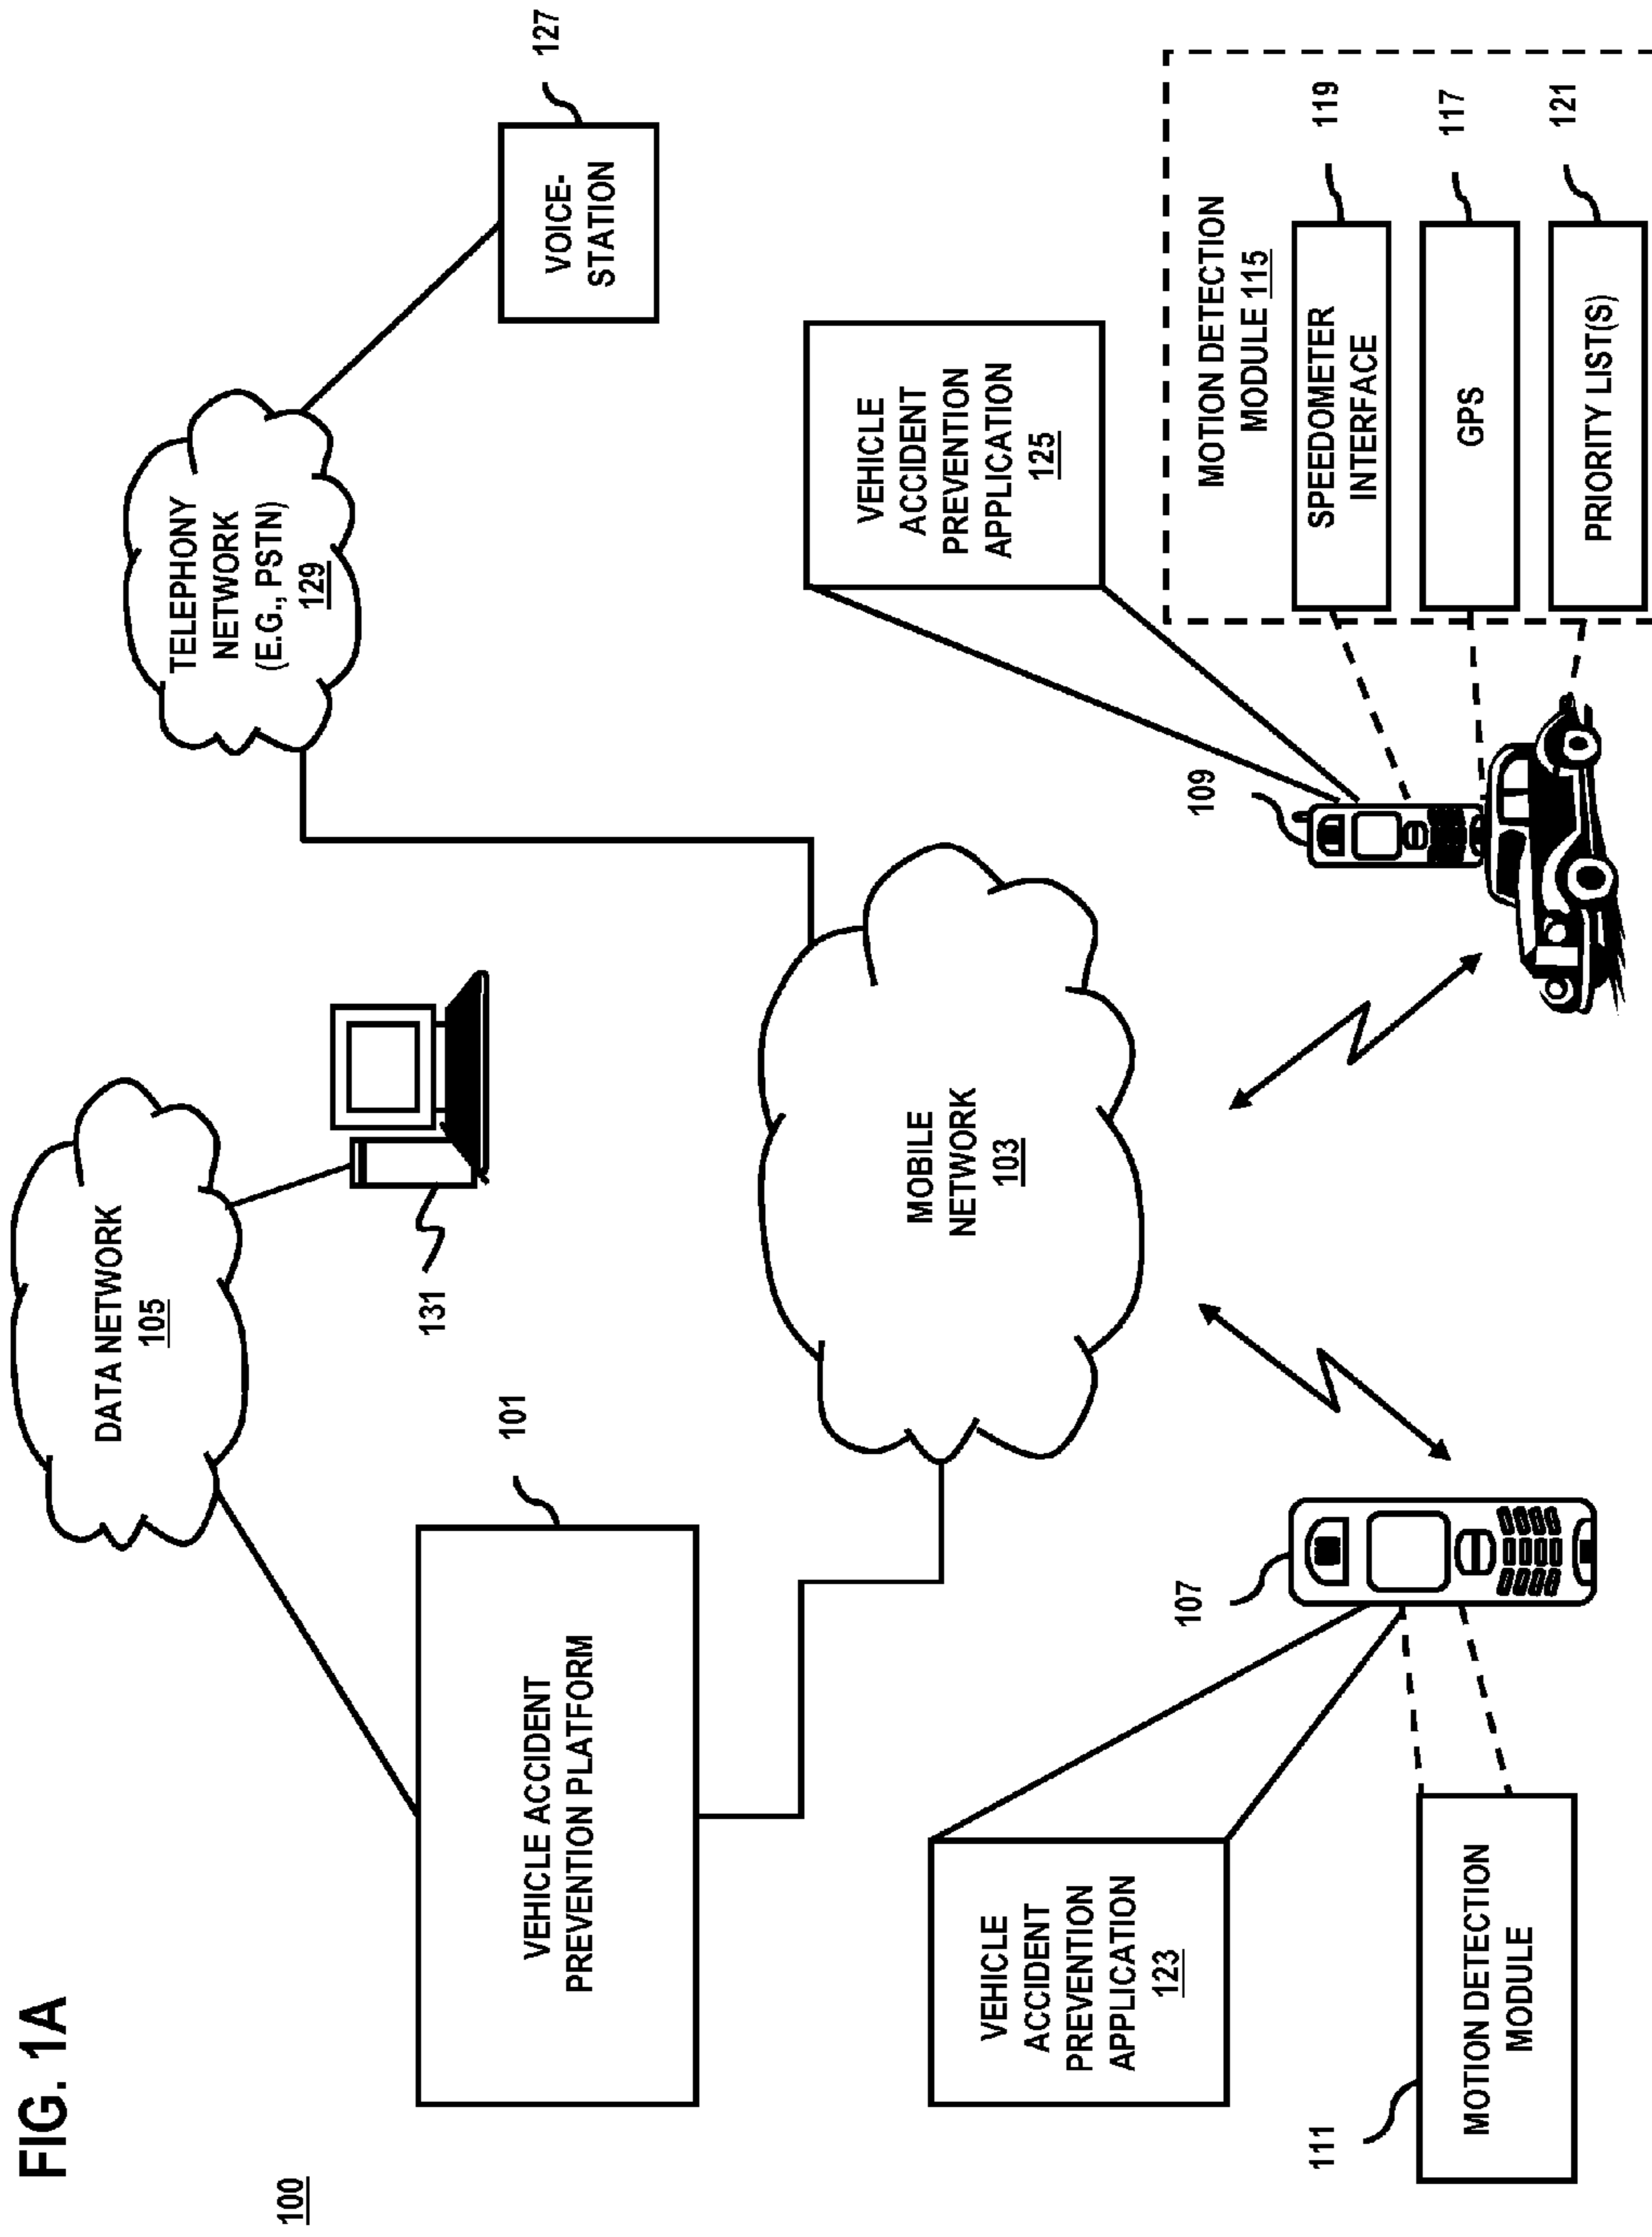 FIG. 1A
100
DATA NETWORK
105
131
TELEPHONY
NETWORK
(E.G., PSTN)
129
127
VOICE-
STATION
101
VEHICLE ACCIDENT
PREVENTION PLATFORM
MOBILE
NETWORK
103
VEHICLE
ACCIDENT
PREVENTION
APPLICATION
125
VEHICLE
ACCIDENT
PREVENTION
APPLICATION
123
107
109
111
MOTION DETECTION
MODULE
MOTION DETECTION
MODULE 115
SPEEDOMETER
INTERFACE
119
GPS
117
PRIORITY LIST(S)
121